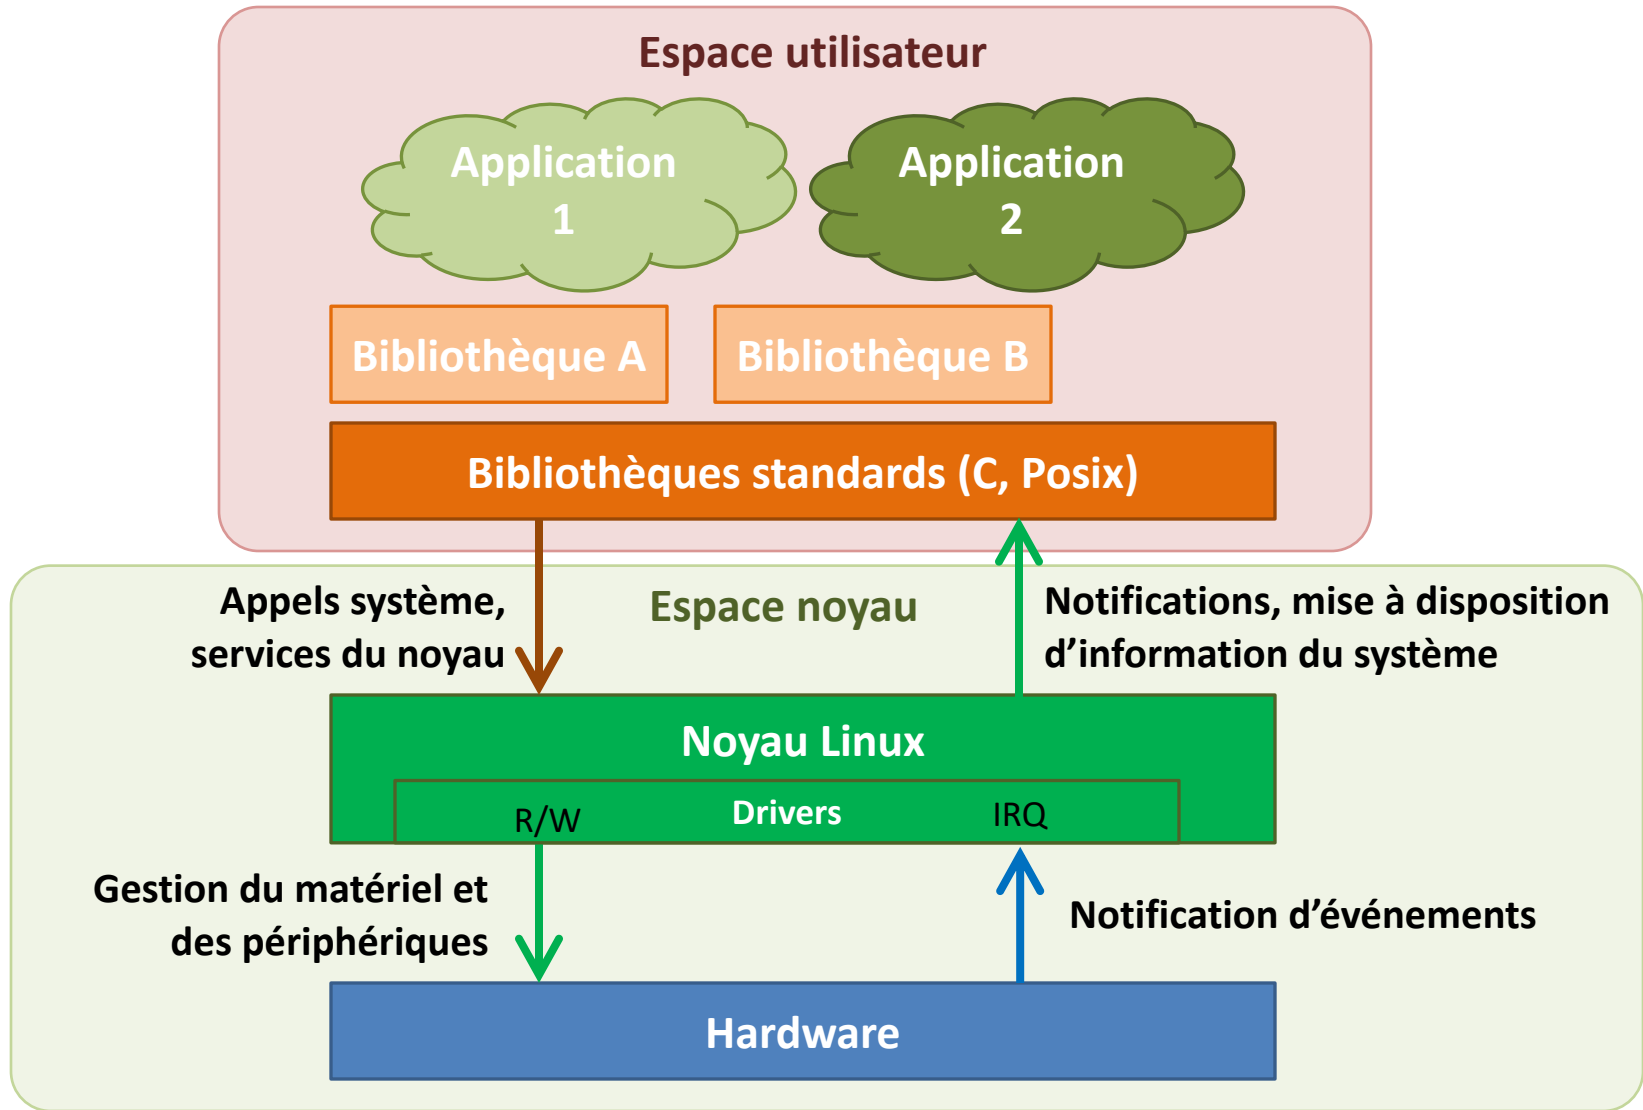 Espace utilisateur
Application
1
Application
2
Bibliothèque A
Bibliothèque B
Bibliothèques standards (C, Posix)
Appels système,
services du noyau
Espace noyau
Notifications, mise à disposition
d’information du système
Noyau Linux
R/W
Drivers
IRQ
Gestion du matériel et
des périphériques
Notification d’événements
Hardware